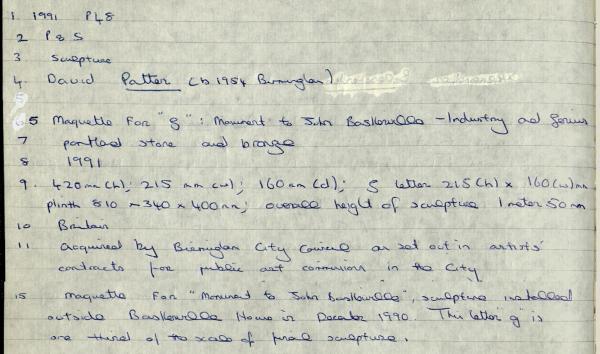 1. 1991 P48
2 P & S
3 Sculpture
4. David Patten (b 1954 Birmingham)
5
6 5 Maquette For "g": Monument to John Baskerville - Industry and Genius
7 portland stone and bronze
8 1991
9. 420mm (h); 215 mm (w); 160mm (d); g letter 215(h) x 160(w)mm
plinth 810 x 340 x 400mm; overall height of sculpture 1 meter 50mm
10 Britain
11 acquired by Birmingham City Council as set out in artists'
contracts for public art commission in the City
15 Maquette For "Monument to John Baskerville", sculpture installed
outside Baskerville House in December 1990. This letter g is
one third of the scale of final sculpture.